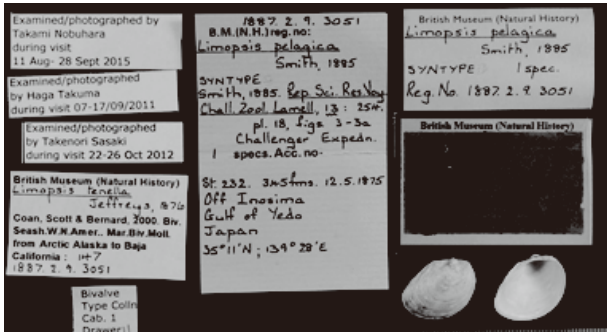 Examined/photographed by
Takami Nobuhara
during visit
11 Aug- 28 Sept 2015
Examined/photographed
by Haga Takuma
during visit 07-17/09/2011
Examined/photographed
by Takenori Sasaki
during visit 22-26 Oct 2012
British Museum (Natural History)
Limopsis tenella
Jeffreys, 1876
Coan, Scott & Bernard, 2000. Biv.
Seash.W.N.Amer.. Mar.Biv.Moll.
from Arctic Alaska to Baja
California : 147
1887. 2. 9. 3051
Bivalve
Type Colln
Cab. 1
Drawer:1
1887. 2. 9. 3051
B.M.(N.H.) reg.no:
Limopsis pelagica
Smith, 1885
SYNTYPE
Smith, 1885. Rep. Sci. Res. Voy.
Chall. Zool. Lamell, 13 : 254.
pl. 18, figs 3-3a
Challenger Expedn.
1 specs. Acc. no.
St. 232. 345fms. 12.5.1875
Off Inosima
Gulf of Yedo
Japan
35°11'N ; 139°28'E
British Museum (Natural History)
Limopsis pelagica
Smith, 1885
SYNTYPE 1 spec.
Reg. No. 1887. 2. 9. 3051
British Museum (Natural History)